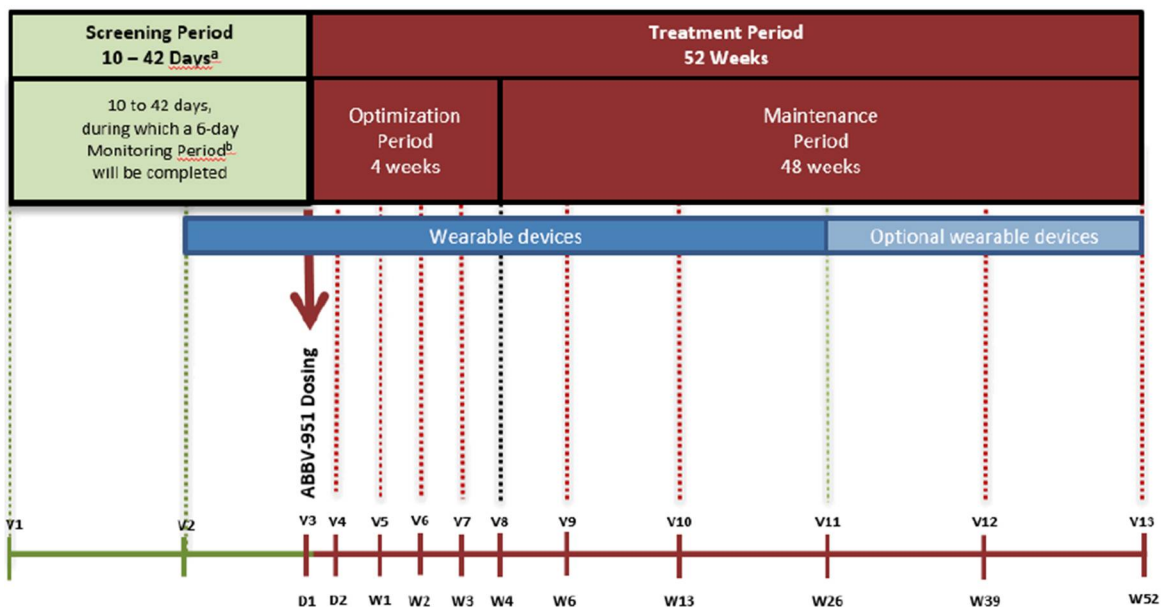 Screening Period
10 – 42 Daysᵃ
Treatment Period
52 Weeks
10 to 42 days,
during which a 6-day
Monitoring Periodᵇ
will be completed
Optimization
Period
4 weeks
Maintenance
Period
48 weeks
Wearable devices
Optional wearable devices
ABBV-951 Dosing
V1 V2 V3 V4 V5 V6 V7 V8 V9 V10 V11 V12 V13
D1 D2 W1 W2 W3 W4 W6 W13 W26 W39 W52